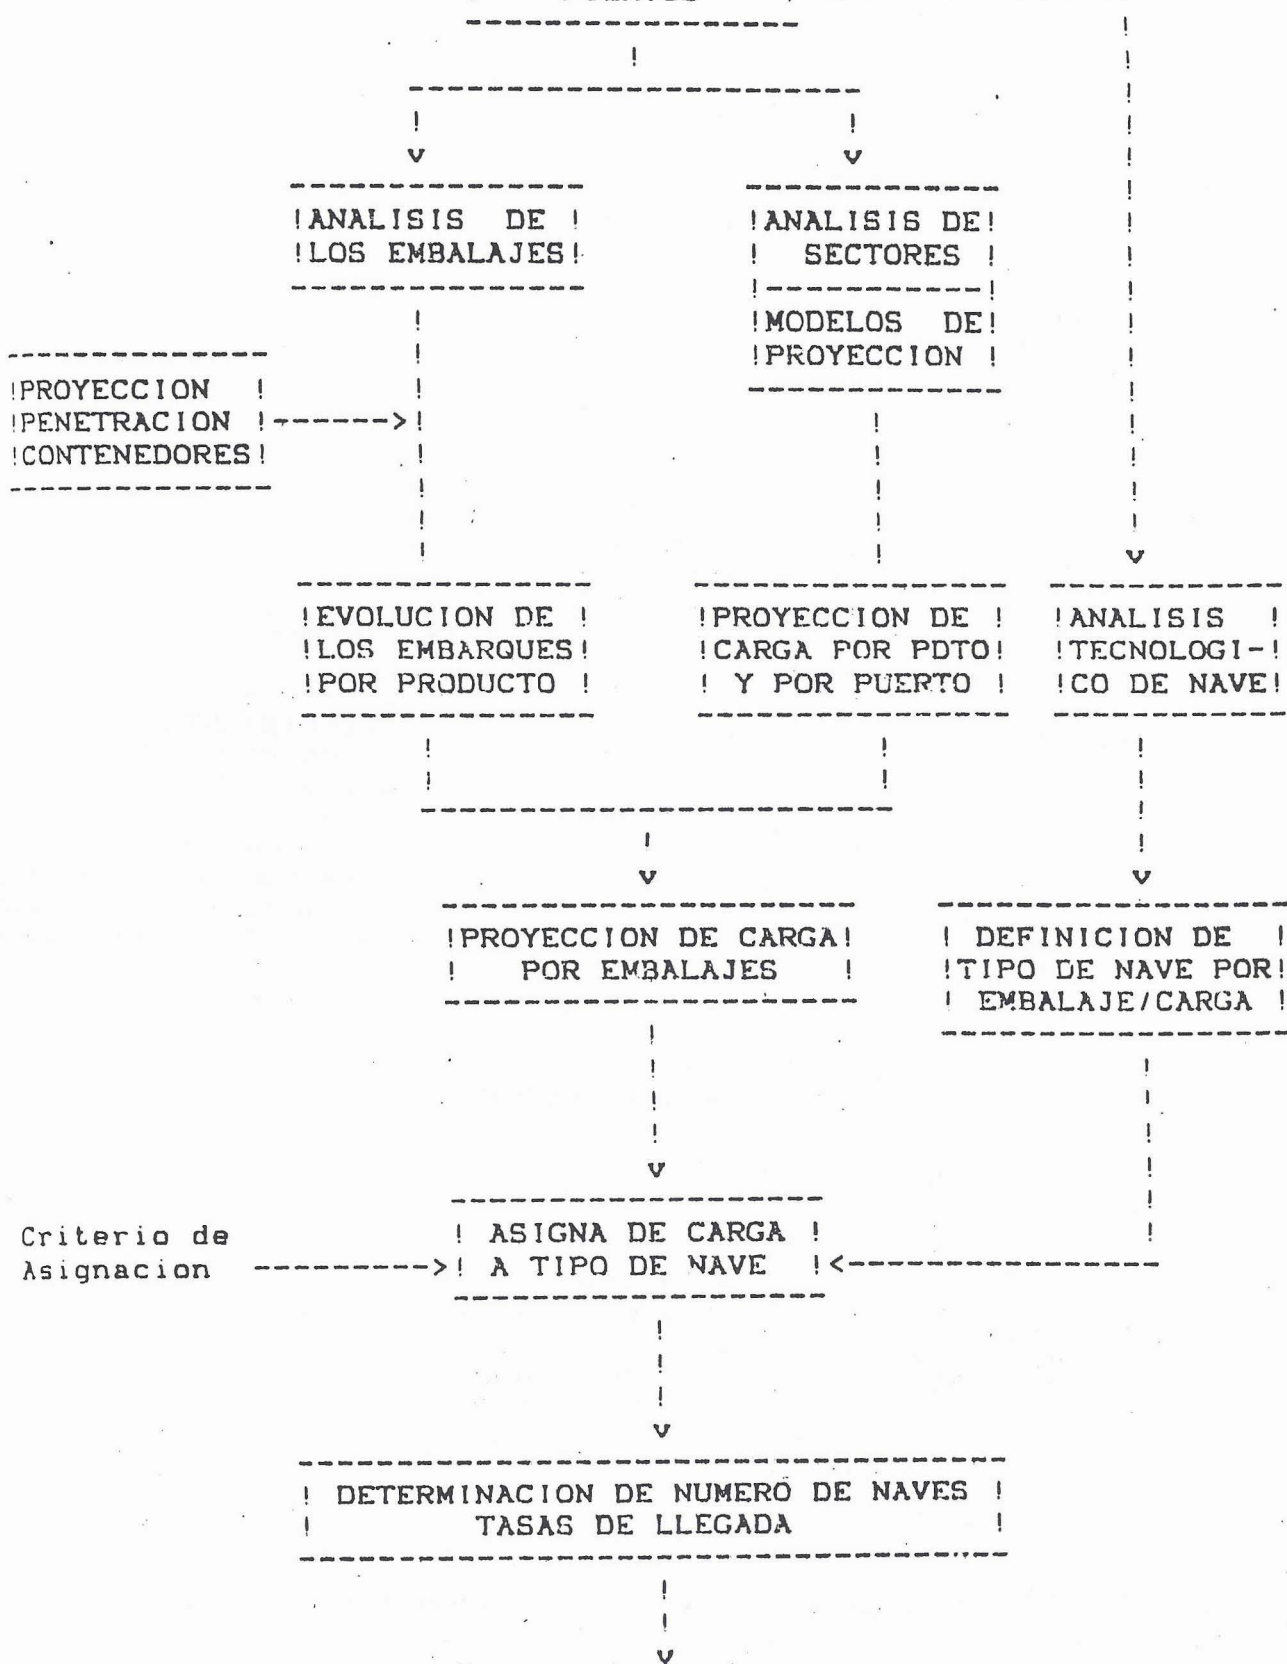 ANALISIS DE
LOS EMBALAJES
ANALISIS DE
SECTORES
MODELOS DE
PROYECCION
PROYECCION
PENETRACION
CONTENEDORES
EVOLUCION DE
LOS EMBARQUES
POR PRODUCTO
PROYECCION DE
CARGA POR PDTO
Y POR PUERTO
ANALISIS
TECNOLOGI-
CO DE NAVE
PROYECCION DE CARGA
POR EMBALAJES
DEFINICION DE
TIPO DE NAVE POR
EMBALAJE/CARGA
Criterio de
Asignacion
ASIGNA DE CARGA
A TIPO DE NAVE
DETERMINACION DE NUMERO DE NAVES
TASAS DE LLEGADA